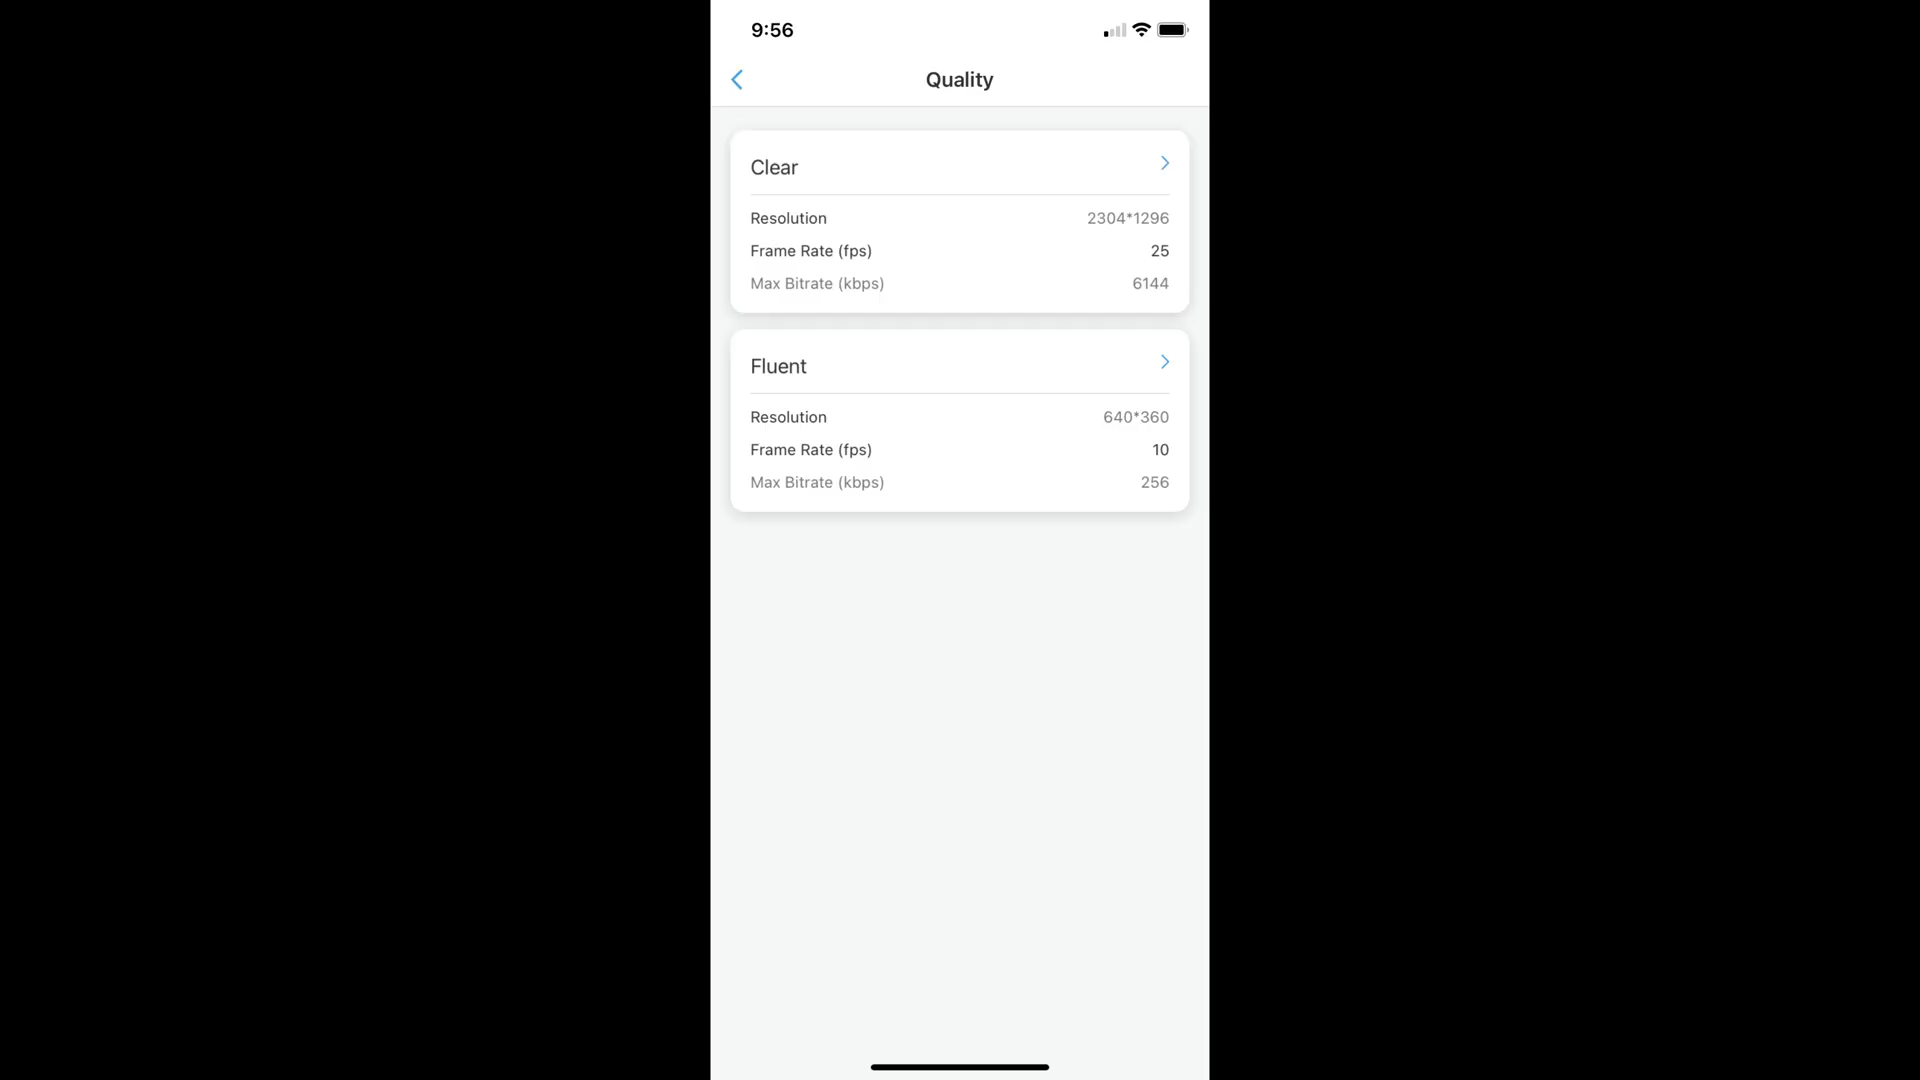 9:56
Quality
Clear
Resolution 2304*1296
Frame Rate (fps) 25
Max Bitrate (kbps) 6144
Fluent
Resolution 640*360
Frame Rate (fps) 10
Max Bitrate (kbps) 256